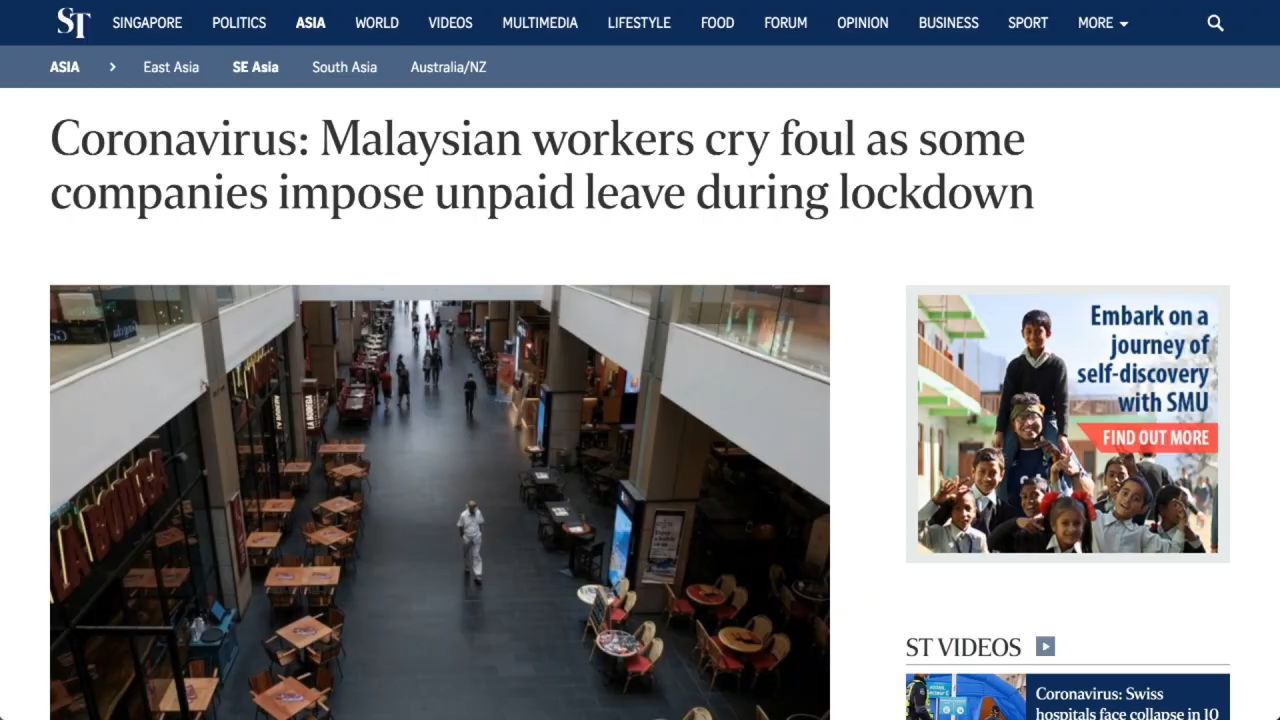 ST SINGAPORE POLITICS ASIA WORLD VIDEOS MULTIMEDIA LIFESTYLE FOOD FORUM OPINION BUSINESS SPORT MORE
ASIA East Asia SE Asia South Asia Australia/NZ
Coronavirus: Malaysian workers cry foul as some
companies impose unpaid leave during lockdown
Embark on a
journey of
self-discovery
with SMU
FIND OUT MORE
ST VIDEOS
Coronavirus: Swiss
hospitals face collapse in 10